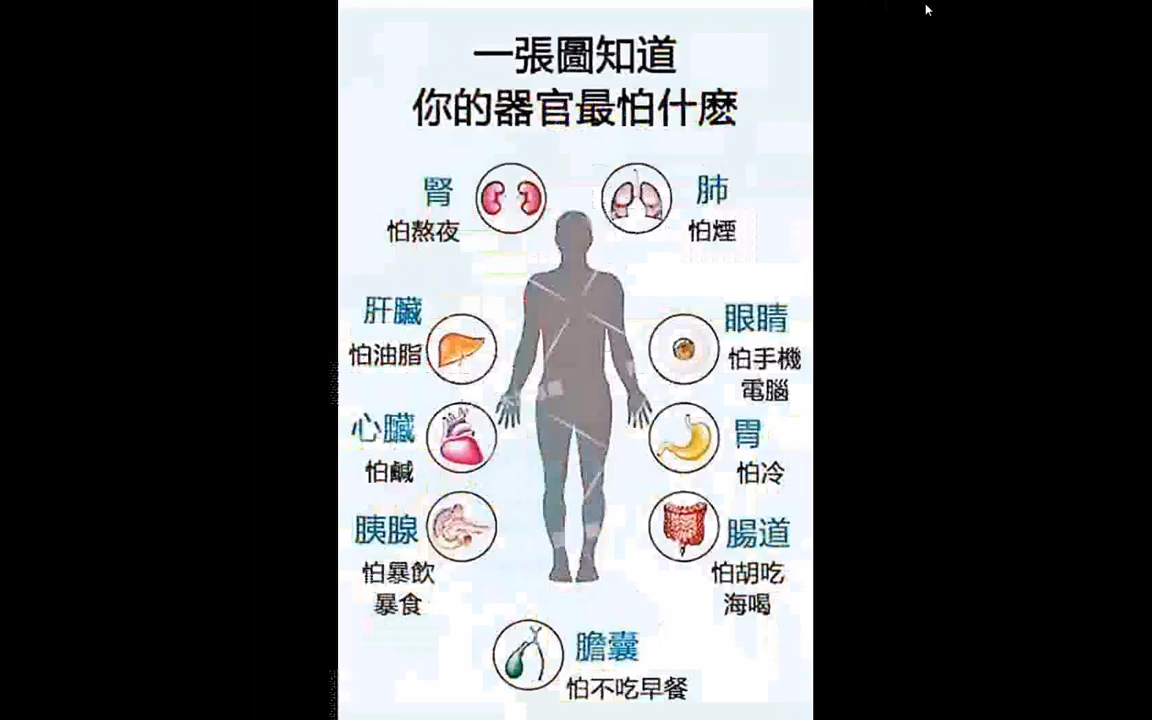 一張圖知道
你的器官最怕什麽
腎
怕熬夜
肺
怕煙
肝臟
怕油脂
眼睛
怕手機
電腦
心臟
怕鹹
胃
怕冷
胰腺
怕暴飲
暴食
腸道
怕胡吃
海喝
膽囊
怕不吃早餐